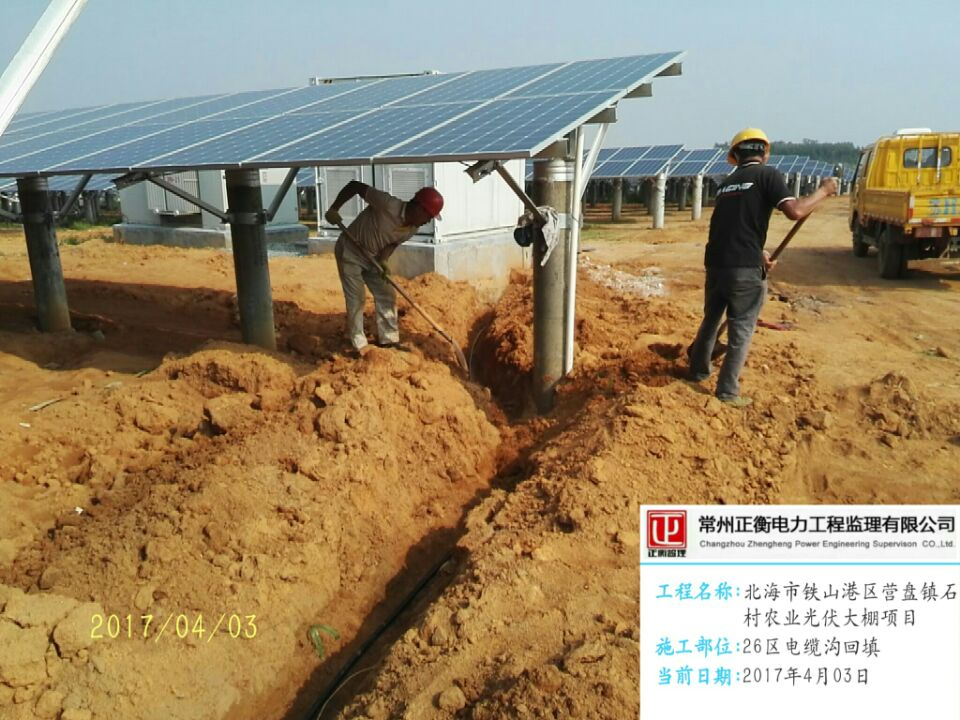 2017/04/03
正衡监理
常州正衡电力工程监理有限公司
Changzhou Zhengheng Power Engineering Supervison CO.,Ltd.
工程名称:北海市铁山港区营盘镇石
村农业光伏大棚项目
施工部位:26区电缆沟回填
当前日期:2017年4月03日